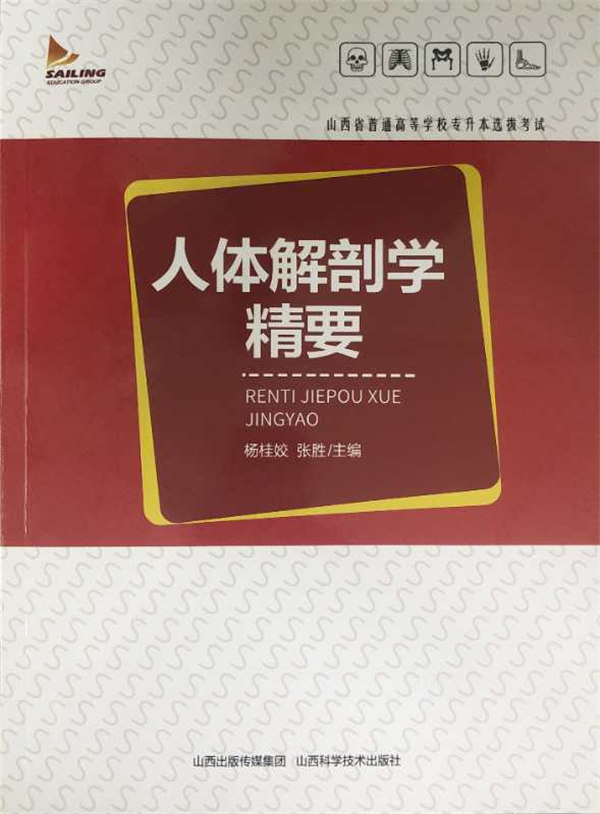 SAILING
EDUCATION GROUP
山西省普通高等学校专升本选拔考试
人体解剖学
精要
RENTI JIEPOU XUE
JINGYAO
杨桂姣 张胜/主编
山西出版传媒集团 山西科学技术出版社